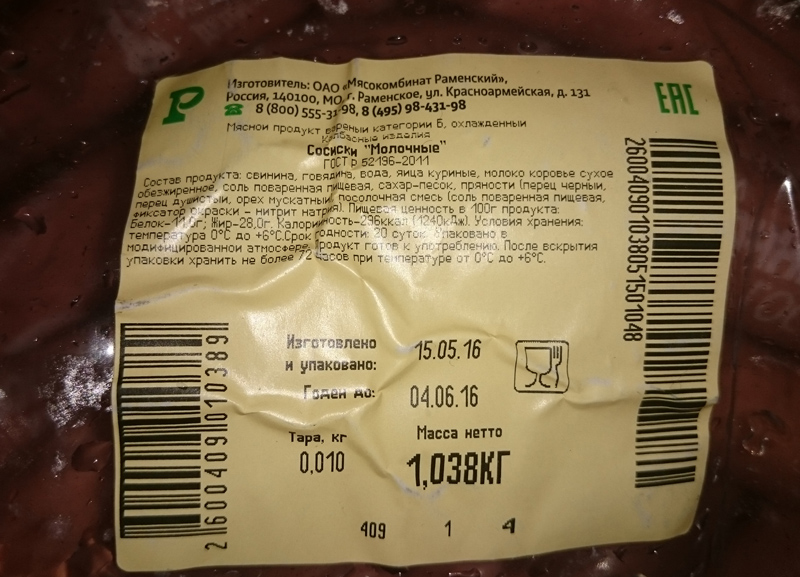 Р
Изготовитель: ОАО «Мясокомбинат Раменский»,
Россия, 140100, МО, г. Раменское, ул. Красноармейская, д. 131
8 (800) 555-31-98, 8 (495) 98-431-98
ЕАС
Мясной продукт вареный категории Б, охлажденный
Колбасные изделия
Сосиски "Молочные"
ГОСТ Р 52196-2011
Состав продукта: свинина, говядина, вода, яйца куриные, молоко коровье сухое
обезжиренное, соль поваренная пищевая, сахар-песок, пряности (перец черный,
перец душистый, орех мускатный), посолочная смесь (соль поваренная пищевая,
фиксатор окраски - нитрит натрия). Пищевая ценность в 100г продукта:
Белок- 11,0г; Жир-28,0г. Калорийность-296ккал (1240кДж). Условия хранения:
температура 0°С до +6°С.Срок годности: 20 суток. Упаковано в
модифицированной атмосфере. Продукт готов к употреблению. После вскрытия
упаковки хранить не более 72 часов при температуре от 0°С до +6°С.
26004090103805150 1048
Изготовлено
и упаковано: 15.05.16
Годен до: 04.06.16
Тара, кг Масса нетто
0,010 1,038КГ
409 1 4
2600409010389